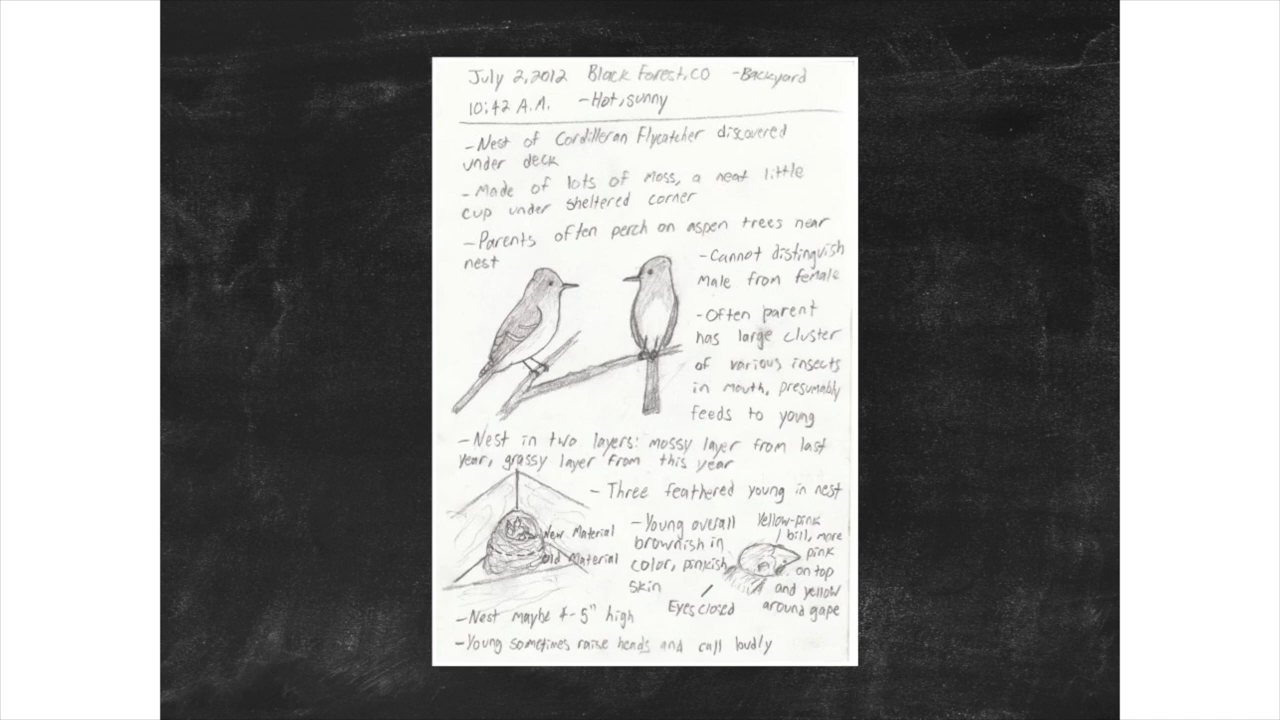 July 2, 2012 Black Forest, CO -Backyard
10:42 A.M. -Hot, sunny
-Nest of Cordilleran Flycatcher discovered
under deck
-Made of lots of moss, a neat little
cup under sheltered corner
-Parents often perch on aspen trees near
nest
-Cannot distinguish
male from female
-Often parent
has large cluster
of various insects
in mouth, presumably
feeds to young
-Nest in two layers: mossy layer from last
year, grassy layer from this year
-Three feathered young in nest
New Material
Old Material
-Young overall
brownish in
color, pinkish
skin
Eyes closed
Yellow-pink
bill, more
pink
on top
and yellow
around gape
-Nest maybe 4-5" high
-Young sometimes raise heads and call loudly